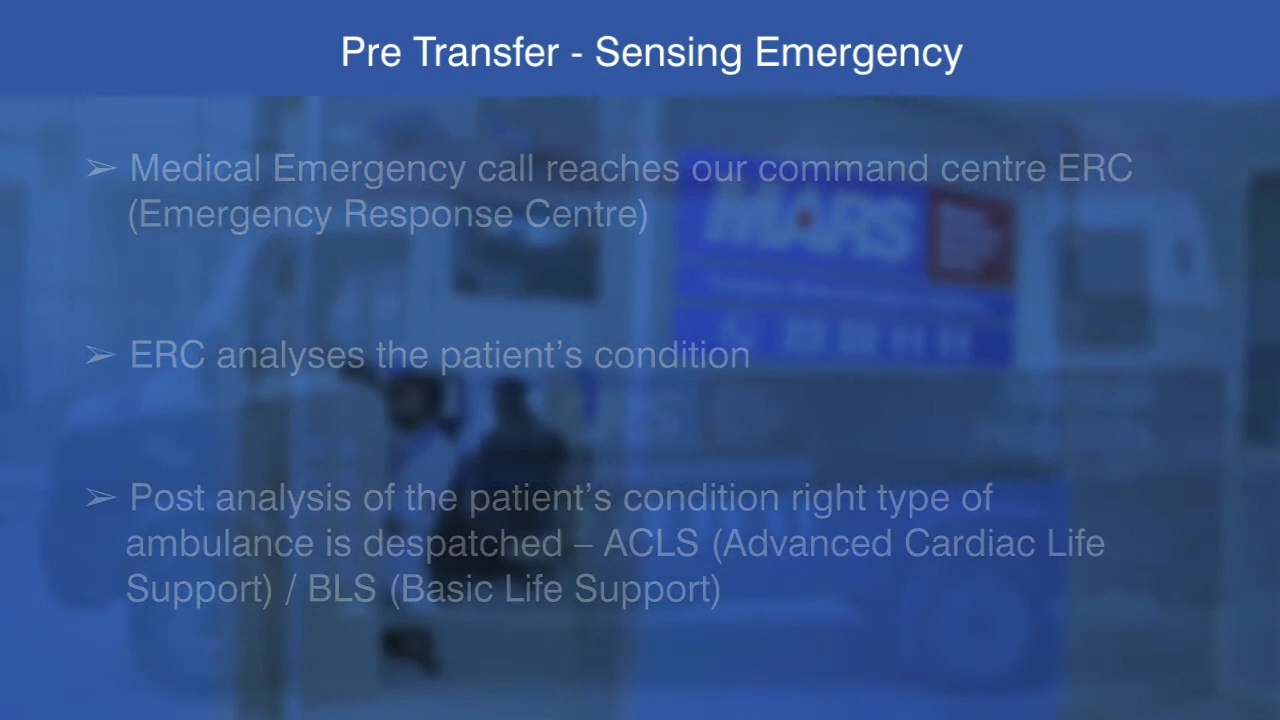 Pre Transfer - Sensing Emergency
➢ Medical Emergency call reaches our command centre ERC
(Emergency Response Centre)
MARS
➢ ERC analyses the patient’s condition
➢ Post analysis of the patient’s condition right type of
ambulance is despatched – ACLS (Advanced Cardiac Life
Support) / BLS (Basic Life Support)